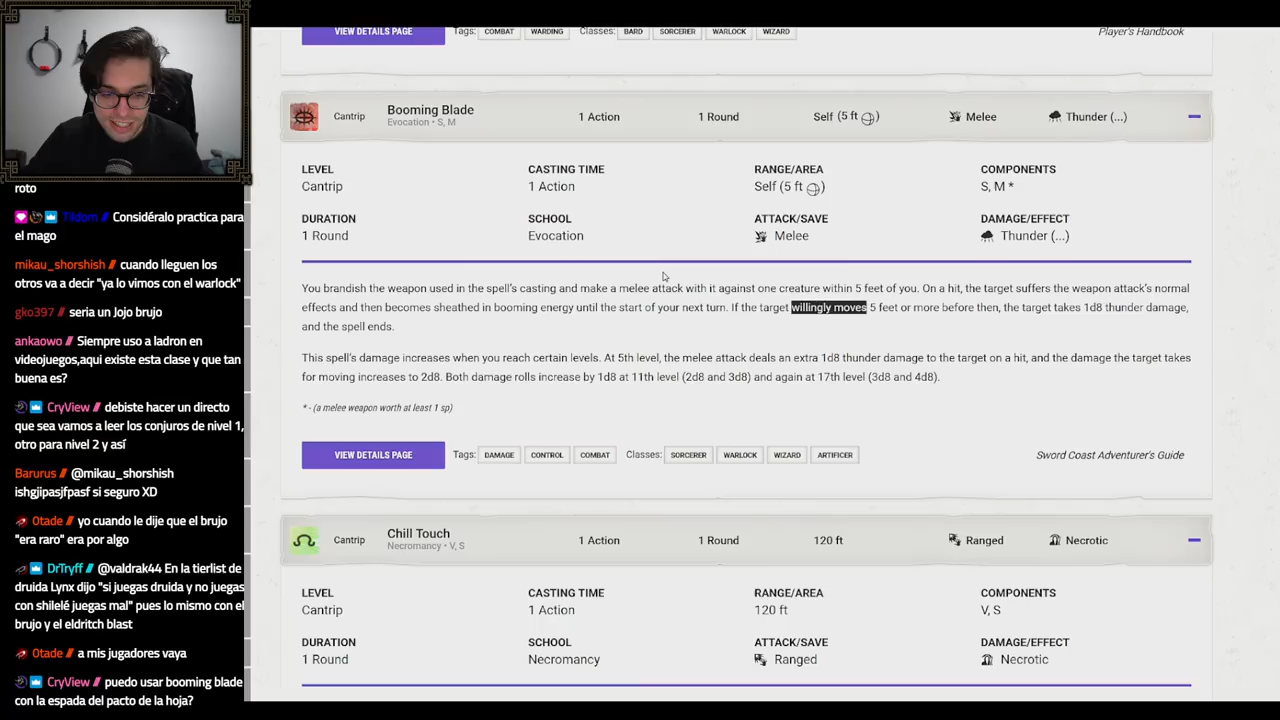 roto
Tildom // Considéralo practica para
el mago
mikau_shorshish // cuando lleguen los
otros va a decir "ya lo vimos con el warlock"
gko397 // seria un Jojo brujo
ankaowo // Siempre uso a ladron en
videojuegos,aqui existe esta clase y que tan
buena es?
CryView // debiste hacer un directo
que sea vamos a leer los conjuros de nivel 1,
otro para nivel 2 y así
Barurus // @mikau_shorshish
ishgjipasjfpasf si seguro XD
Otade // yo cuando le dije que el brujo
"era raro" era por algo
DrTryff // @valdrak44 En la tierlist de
druida Lynx dijo "si juegas druida y no juegas
con shilelé juegas mal" pues lo mismo con el
brujo y el eldritch blast
Otade // a mis jugadores vaya
CryView // puedo usar booming blade
con la espada del pacto de la hoja?
VIEW DETAILS PAGE Tags: COMBAT WARDING Classes: BARD SORCERER WARLOCK WIZARD Player's Handbook
Cantrip Booming Blade 1 Action 1 Round Self (5 ft ) Melee Thunder (...)
Evocation • S, M
LEVEL CASTING TIME RANGE/AREA COMPONENTS
Cantrip 1 Action Self (5 ft ) S, M *
DURATION SCHOOL ATTACK/SAVE DAMAGE/EFFECT
1 Round Evocation Melee Thunder (...)
You brandish the weapon used in the spell's casting and make a melee attack with it against one creature within 5 feet of you. On a hit, the target suffers the weapon attack's normal
effects and then becomes sheathed in booming energy until the start of your next turn. If the target willingly moves 5 feet or more before then, the target takes 1d8 thunder damage,
and the spell ends.
This spell's damage increases when you reach certain levels. At 5th level, the melee attack deals an extra 1d8 thunder damage to the target on a hit, and the damage the target takes
for moving increases to 2d8. Both damage rolls increase by 1d8 at 11th level (2d8 and 3d8) and again at 17th level (3d8 and 4d8).
* - (a melee weapon worth at least 1 sp)
VIEW DETAILS PAGE Tags: DAMAGE CONTROL COMBAT Classes: SORCERER WARLOCK WIZARD ARTIFICER Sword Coast Adventurer's Guide
Cantrip Chill Touch 1 Action 1 Round 120 ft Ranged Necrotic
Necromancy • V, S
LEVEL CASTING TIME RANGE/AREA COMPONENTS
Cantrip 1 Action 120 ft V, S
DURATION SCHOOL ATTACK/SAVE DAMAGE/EFFECT
1 Round Necromancy Ranged Necrotic